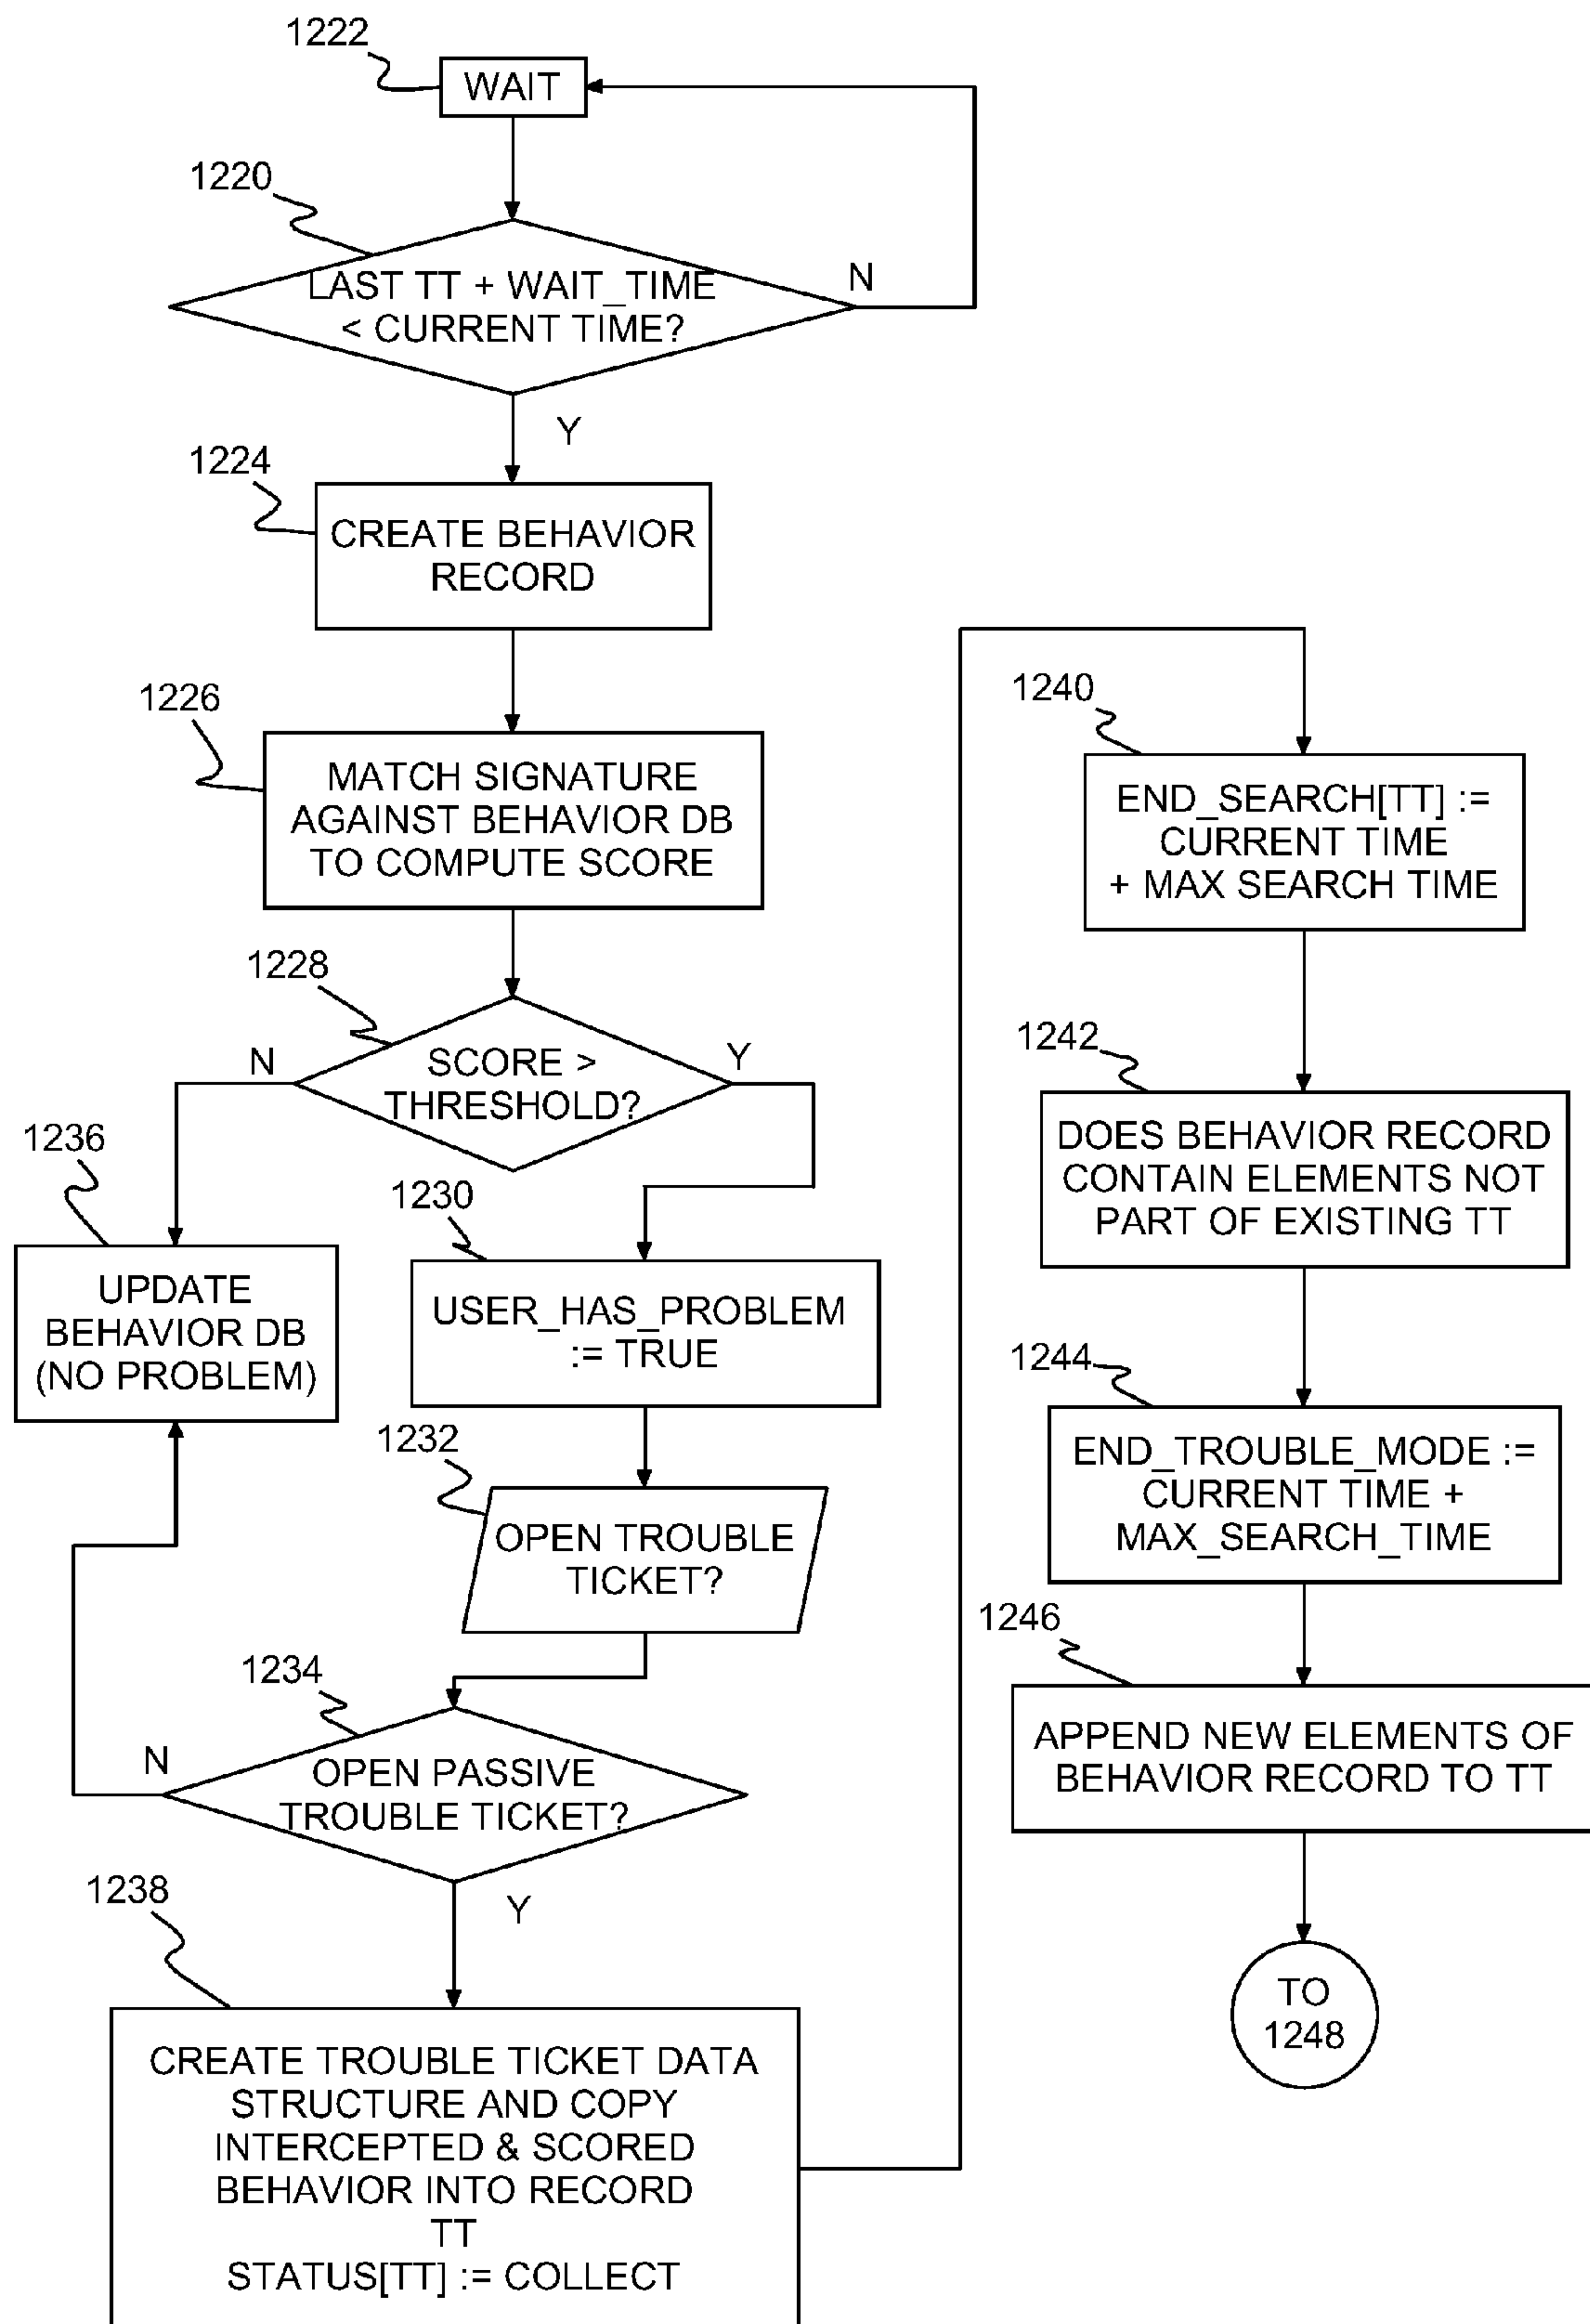 1222
WAIT
1220
LAST TT + WAIT_TIME
< CURRENT TIME?
N
Y
1224
CREATE BEHAVIOR
RECORD
1226
MATCH SIGNATURE
AGAINST BEHAVIOR DB
TO COMPUTE SCORE
1228
N
SCORE >
THRESHOLD?
Y
1236
UPDATE
BEHAVIOR DB
(NO PROBLEM)
1230
USER_HAS_PROBLEM
:= TRUE
1232
OPEN TROUBLE
TICKET?
1234
N
OPEN PASSIVE
TROUBLE TICKET?
Y
1238
CREATE TROUBLE TICKET DATA
STRUCTURE AND COPY
INTERCEPTED & SCORED
BEHAVIOR INTO RECORD
TT
STATUS[TT] := COLLECT
1240
END_SEARCH[TT] :=
CURRENT TIME
+ MAX SEARCH TIME
1242
DOES BEHAVIOR RECORD
CONTAIN ELEMENTS NOT
PART OF EXISTING TT
1244
END_TROUBLE_MODE :=
CURRENT TIME +
MAX_SEARCH_TIME
1246
APPEND NEW ELEMENTS OF
BEHAVIOR RECORD TO TT
TO
1248